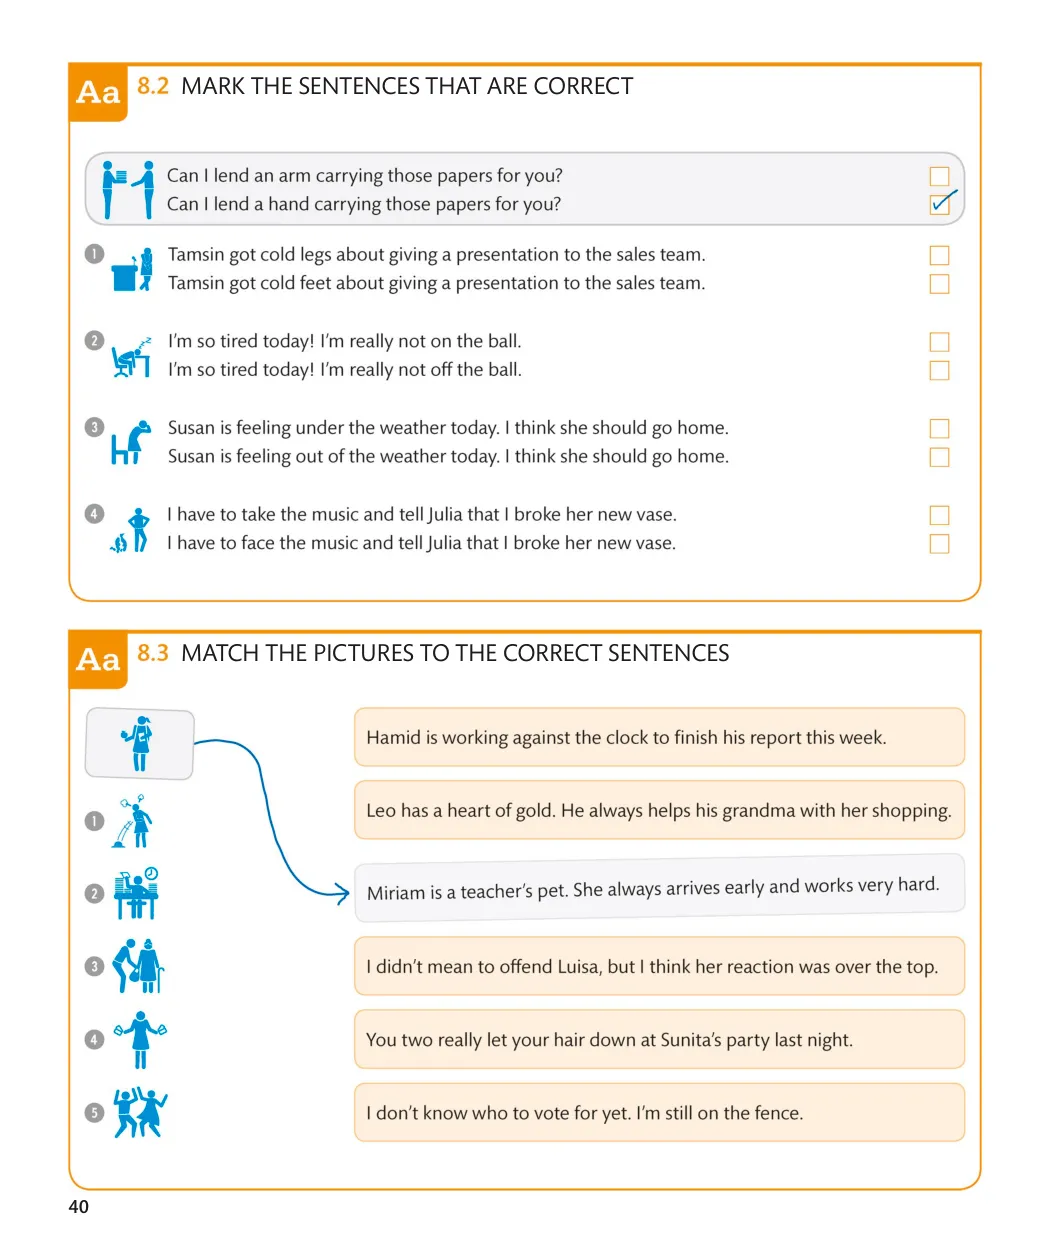 Aa 8.2 MARK THE SENTENCES THAT ARE CORRECT
Can I lend an arm carrying those papers for you?
Can I lend a hand carrying those papers for you?
1 Tamsin got cold legs about giving a presentation to the sales team.
Tamsin got cold feet about giving a presentation to the sales team.
2 I’m so tired today! I’m really not on the ball.
I’m so tired today! I’m really not off the ball.
3 Susan is feeling under the weather today. I think she should go home.
Susan is feeling out of the weather today. I think she should go home.
4 I have to take the music and tell Julia that I broke her new vase.
I have to face the music and tell Julia that I broke her new vase.
Aa 8.3 MATCH THE PICTURES TO THE CORRECT SENTENCES
Hamid is working against the clock to finish his report this week.
1 Leo has a heart of gold. He always helps his grandma with her shopping.
2 Miriam is a teacher’s pet. She always arrives early and works very hard.
3 I didn’t mean to offend Luisa, but I think her reaction was over the top.
4 You two really let your hair down at Sunita’s party last night.
5 I don’t know who to vote for yet. I’m still on the fence.
40